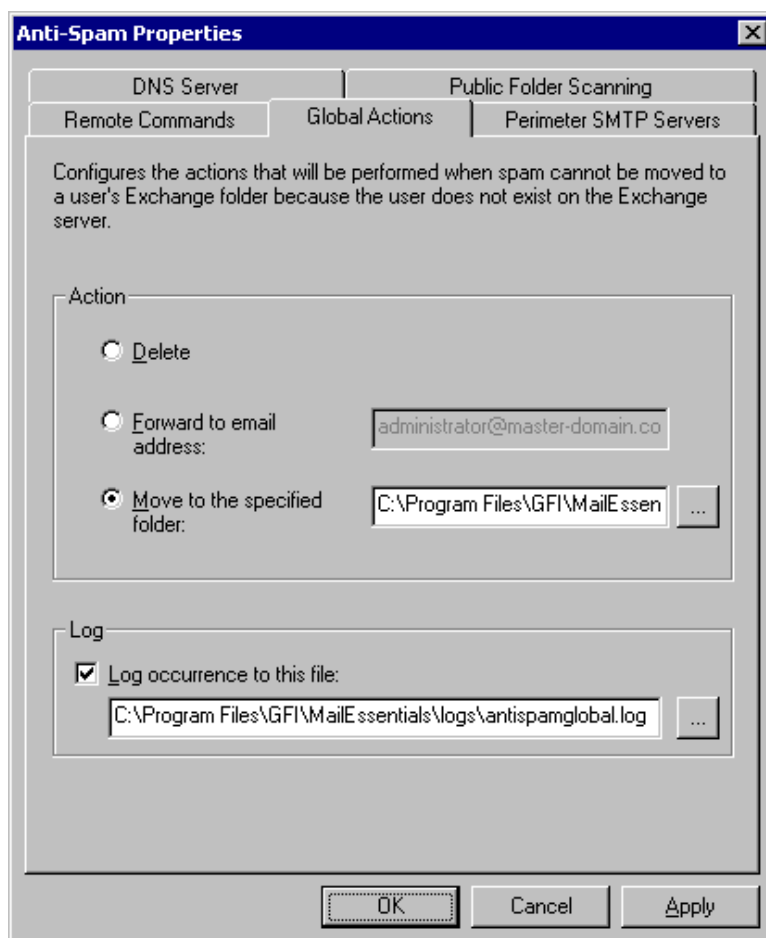 Anti-Spam Properties
DNS Server
Public Folder Scanning
Remote Commands
Global Actions
Perimeter SMTP Servers
Configures the actions that will be performed when spam cannot be moved to
a user's Exchange folder because the user does not exist on the Exchange
server.
Action
Delete
Forward to email
address:
administrator@master-domain.co
Move to the specified
folder:
C:\Program Files\GFI\MailEssen
...
Log
Log occurrence to this file:
C:\Program Files\GFI\MailEssentials\logs\antispamglobal.log
...
OK
Cancel
Apply